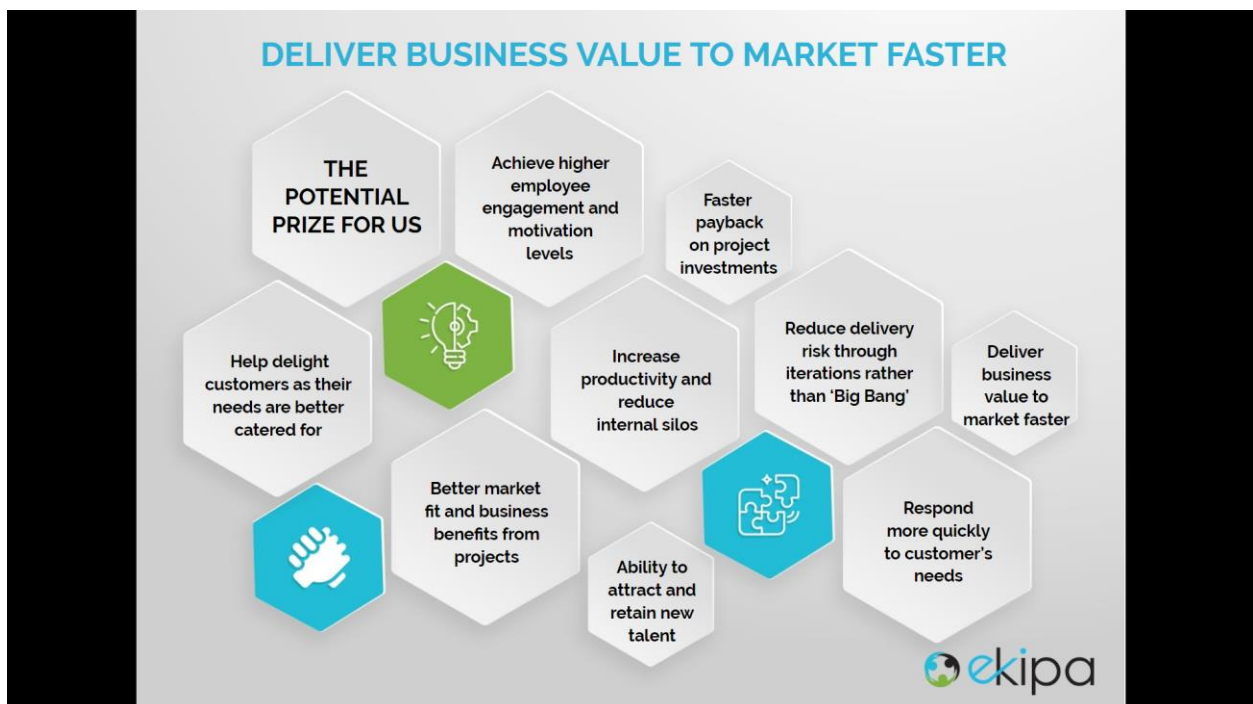 DELIVER BUSINESS VALUE TO MARKET FASTER
THE
POTENTIAL
PRIZE FOR US
Achieve higher
employee
engagement and
motivation
levels
Faster
payback
on project
investments
Help delight
customers as their
needs are better
catered for
Increase
productivity and
reduce
internal silos
Reduce delivery
risk through
iterations rather
than ‘Big Bang’
Deliver
business
value to
market faster
Better market
fit and business
benefits from
projects
Ability to
attract and
retain new
talent
Respond
more quickly
to customer’s
needs
ekipa